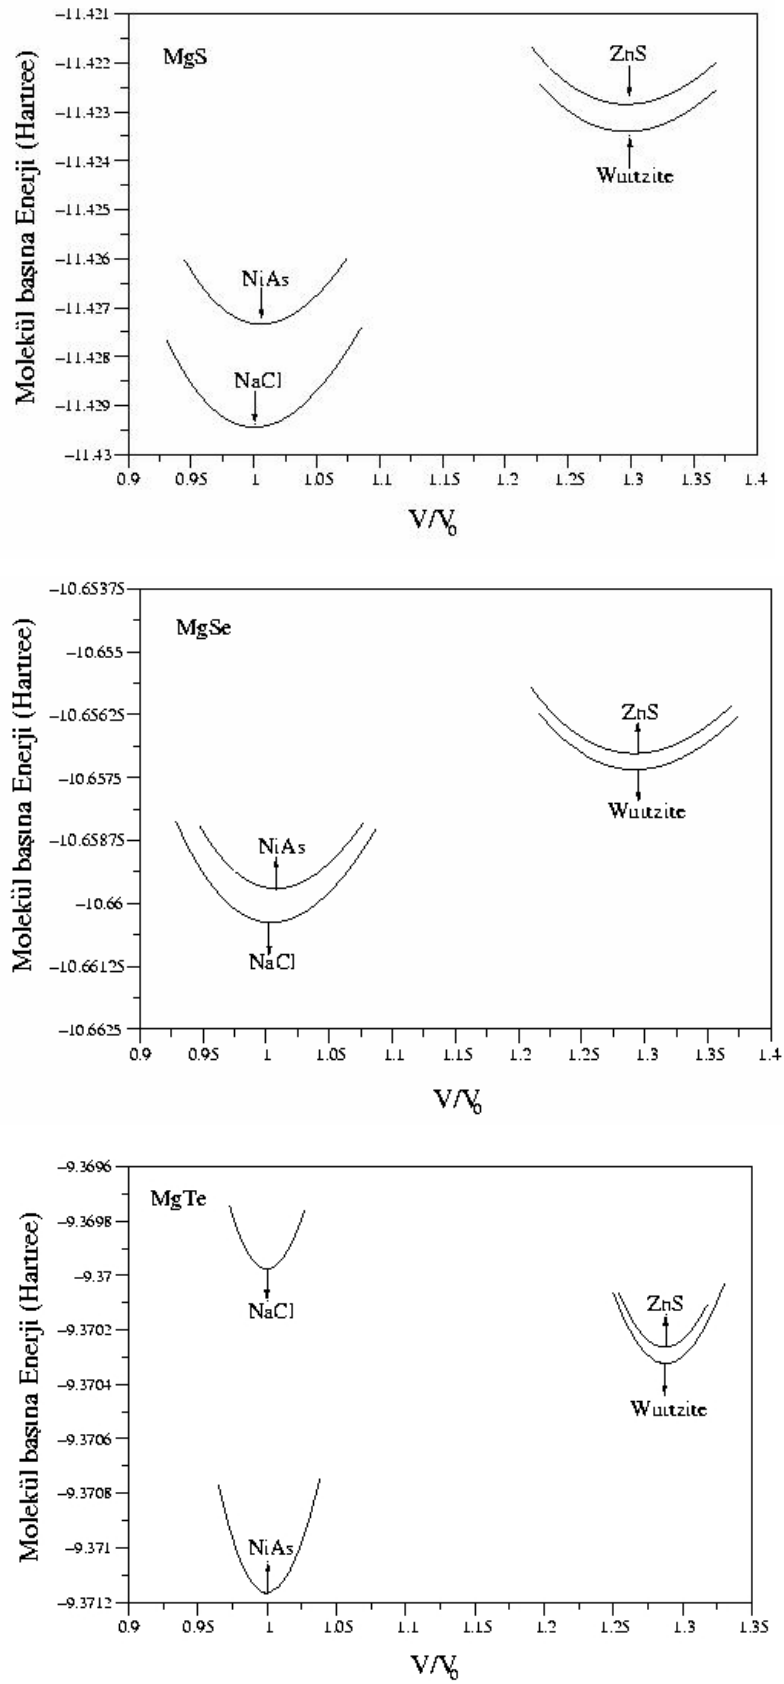 MgS
Molekül başına Enerji (Hartree)
−11.421
−11.422
−11.423
−11.424
−11.425
−11.426
−11.427
−11.428
−11.429
−11.43
ZnS
Wurtzite
NiAs
NaCl
0.9 0.95 1 1.05 1.1 1.15 1.2 1.25 1.3 1.35 1.4
V/V0
MgSe
Molekül başına Enerji (Hartree)
−10.65375
−10.655
−10.65625
−10.6575
−10.65875
−10.66
−10.66125
−10.6625
ZnS
Wurtzite
NiAs
NaCl
0.9 0.95 1 1.05 1.1 1.15 1.2 1.25 1.3 1.35 1.4
V/V0
MgTe
Molekül başına Enerji (Hartree)
−9.3696
−9.3698
−9.37
−9.3702
−9.3704
−9.3706
−9.3708
−9.371
−9.3712
NaCl
ZnS
Wurtzite
NiAs
0.9 0.95 1 1.05 1.1 1.15 1.2 1.25 1.3 1.35
V/V0